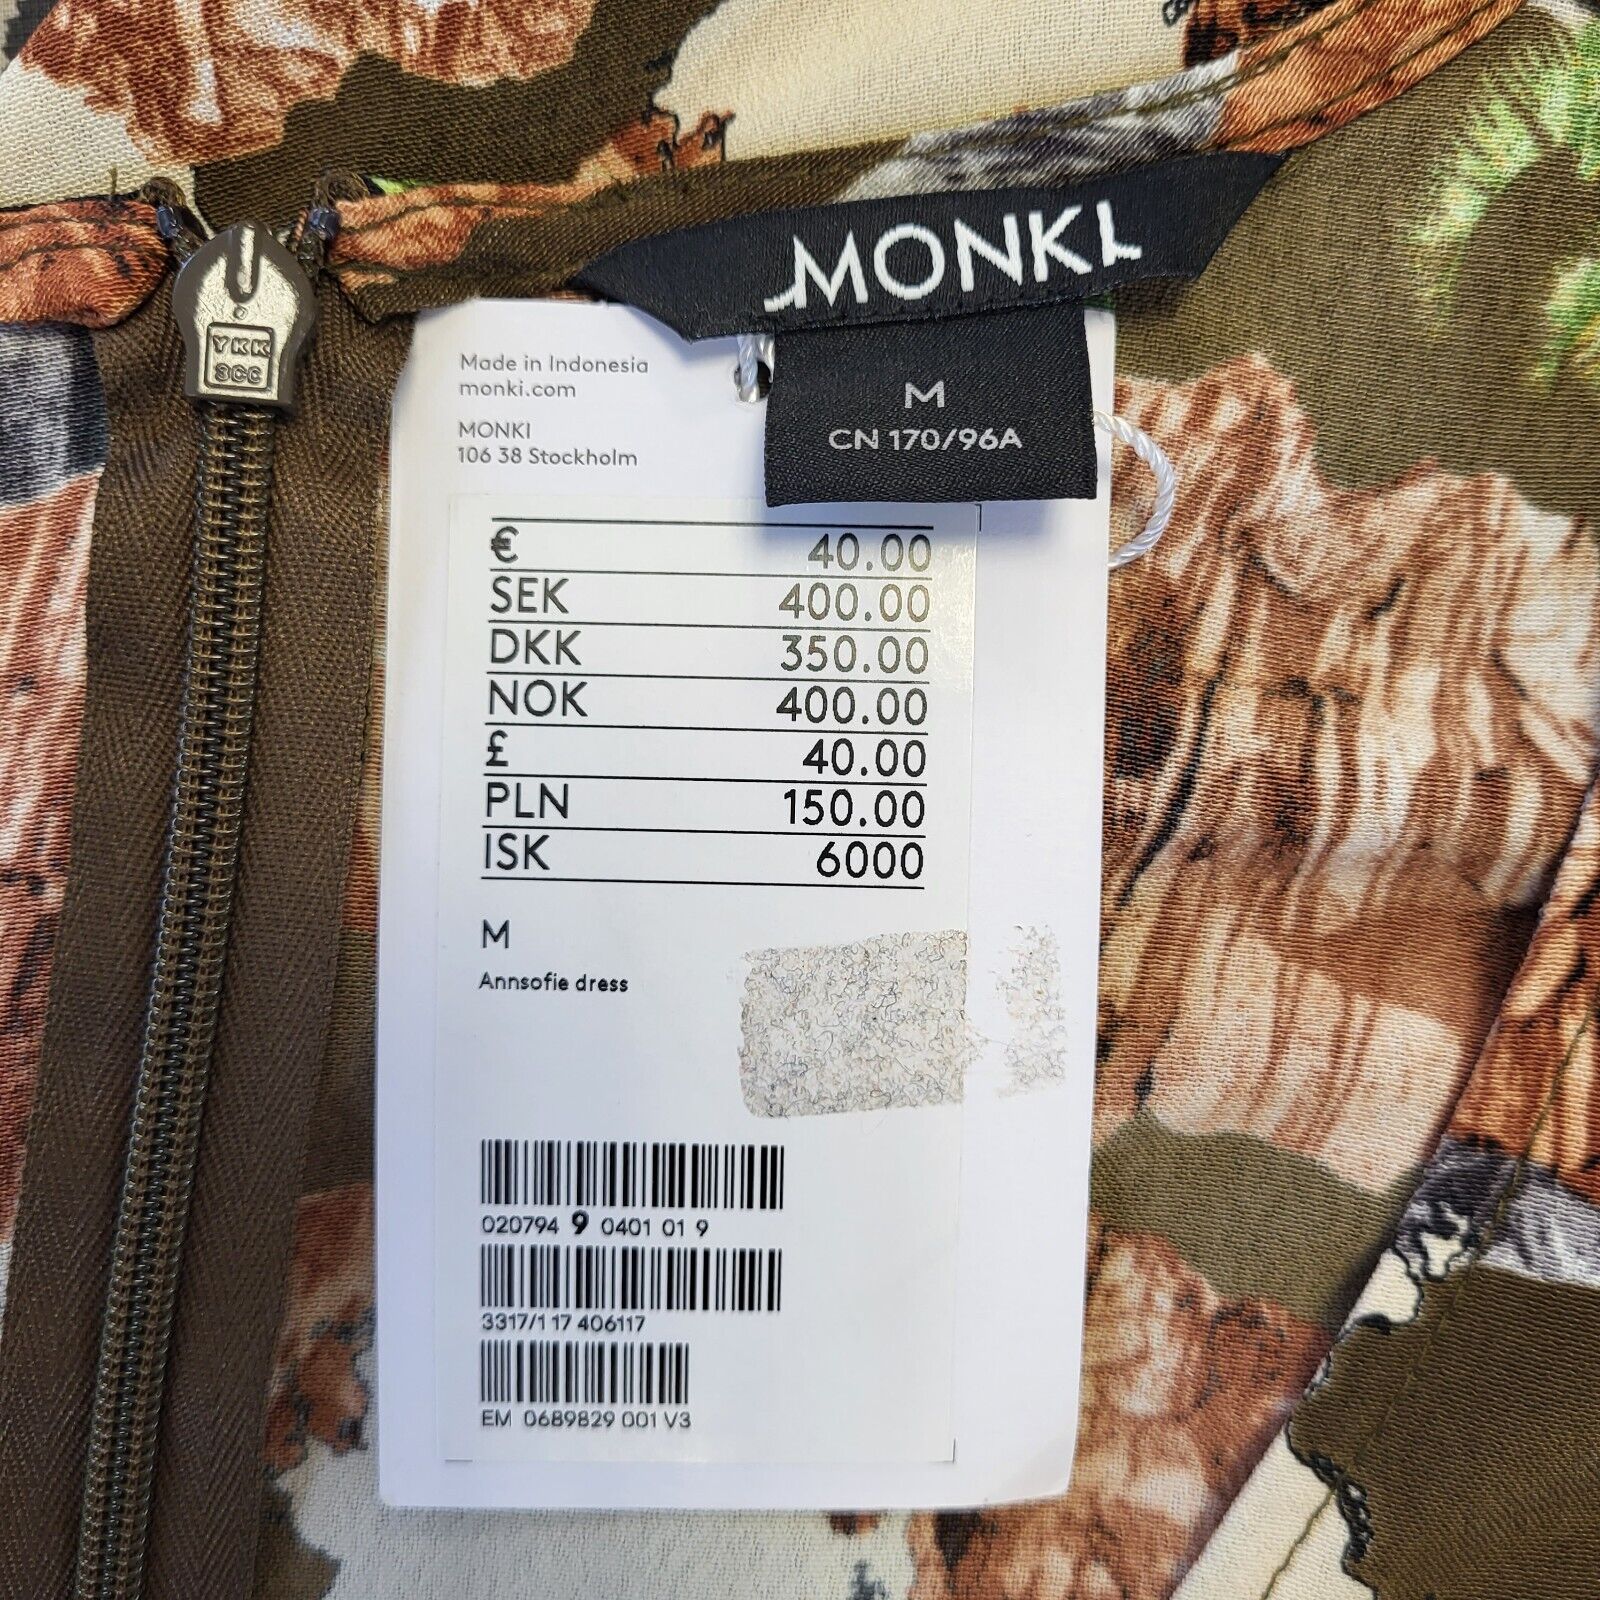 MONKI
M
CN 170/96A
YKK
8CC
Made in Indonesia
monki.com
MONKI
106 38 Stockholm
€ 40.00
SEK 400.00
DKK 350.00
NOK 400.00
£ 40.00
PLN 150.00
ISK 6000
M
Annsofie dress
020794 9 0401 01 9
3317/1 17 406117
EM 0689829 001 V3